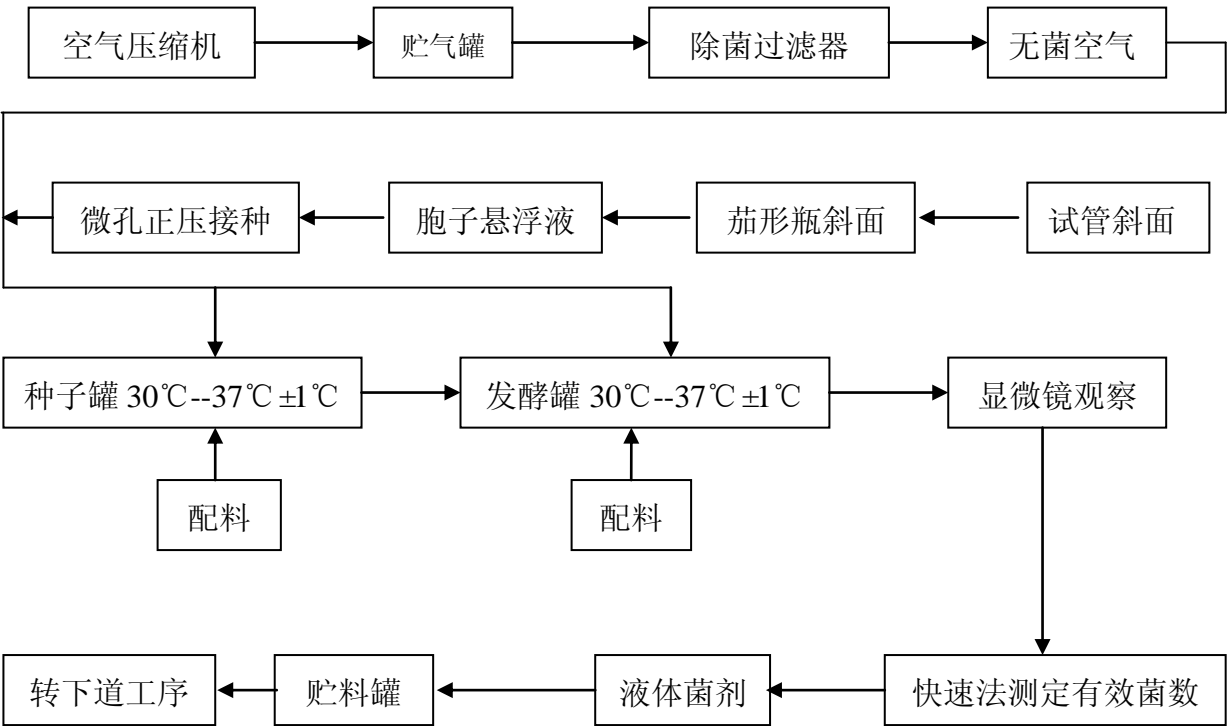 空气压缩机
贮气罐
除菌过滤器
无菌空气
微孔正压接种
胞子悬浮液
茄形瓶斜面
试管斜面
种子罐 30℃--37℃±1℃
发酵罐 30℃--37℃±1℃
显微镜观察
配料
配料
转下道工序
贮料罐
液体菌剂
快速法测定有效菌数